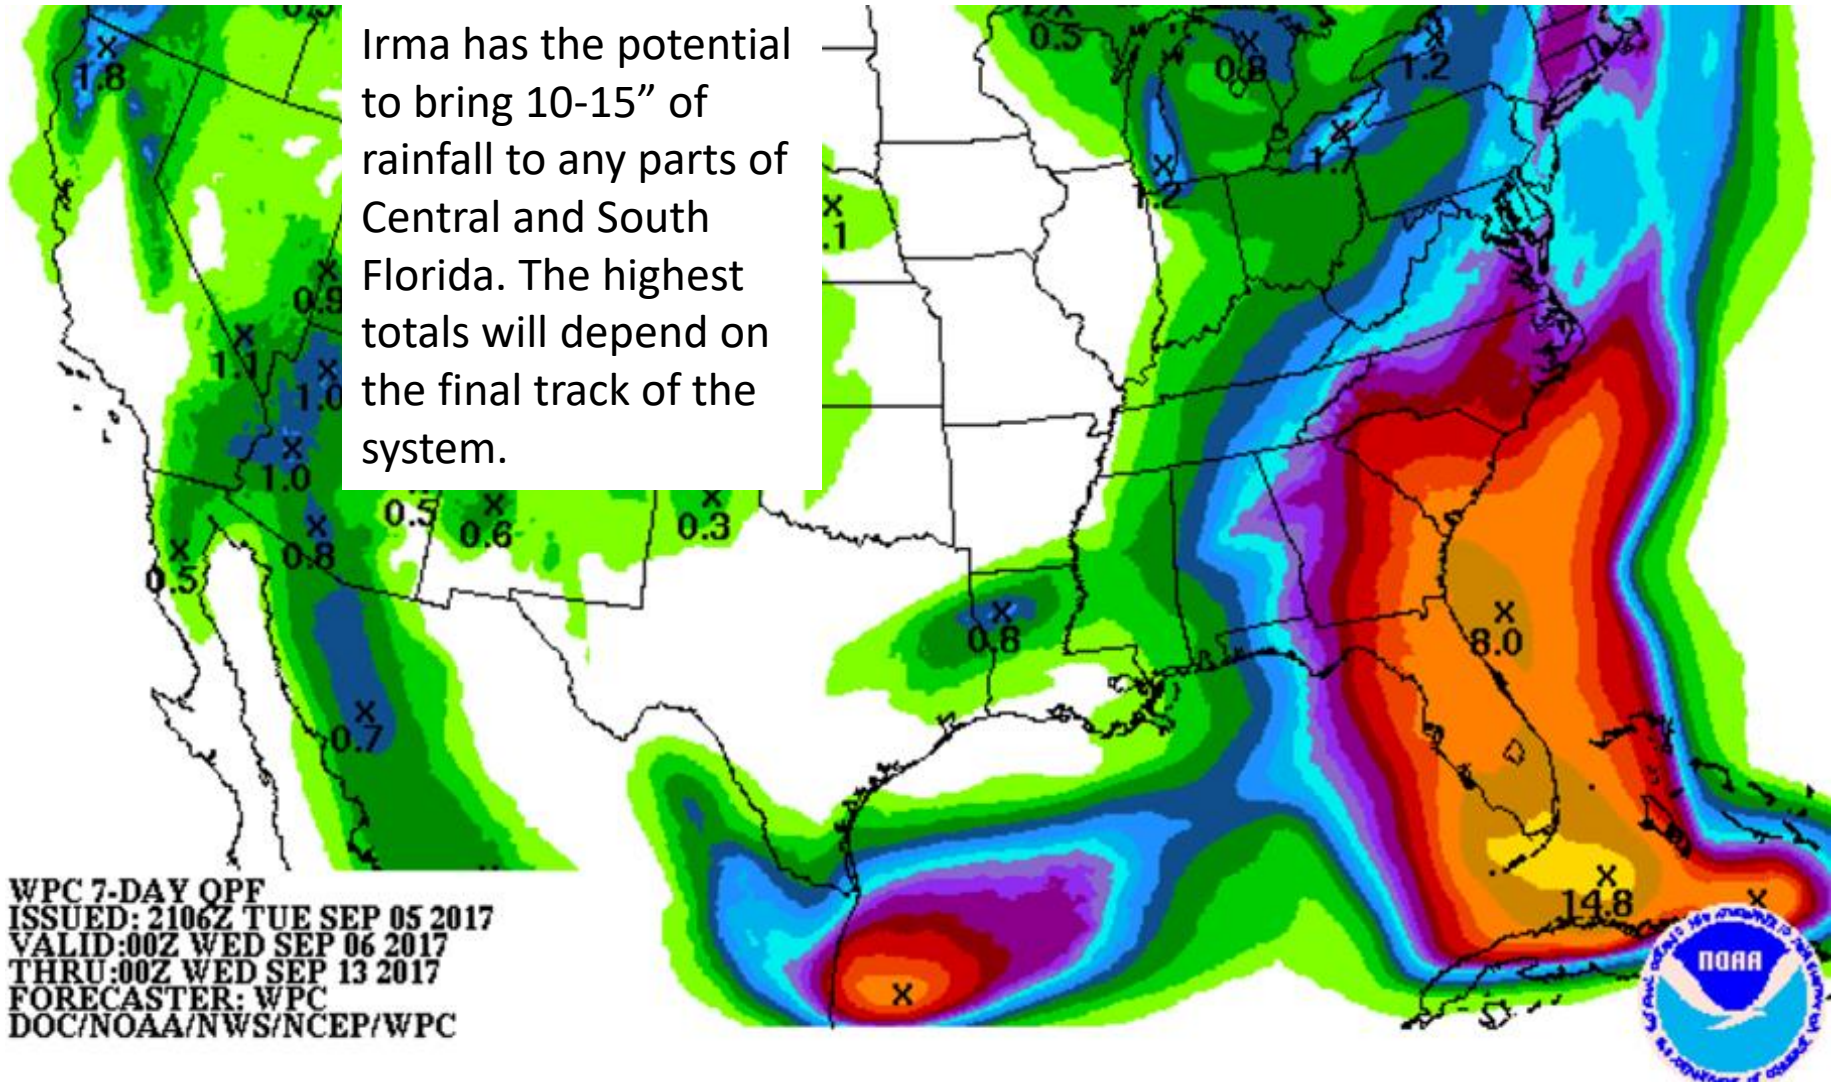 0.5
Irma has the potential
to bring 10-15” of
rainfall to any parts of
Central and South
Florida. The highest
totals will depend on
the final track of the
system.
1.8
0.5
0.8
1.2
1.7
1.2
.1
0.9
1.1
1.0
1.0
0.5
0.6
0.3
0.8
0.5
0.8
8.0
0.7
14.8
WPC 7-DAY QPF
ISSUED: 2106Z TUE SEP 05 2017
VALID:00Z WED SEP 06 2017
THRU:00Z WED SEP 13 2017
FORECASTER: WPC
DOC/NOAA/NWS/NCEP/WPC
NOAA